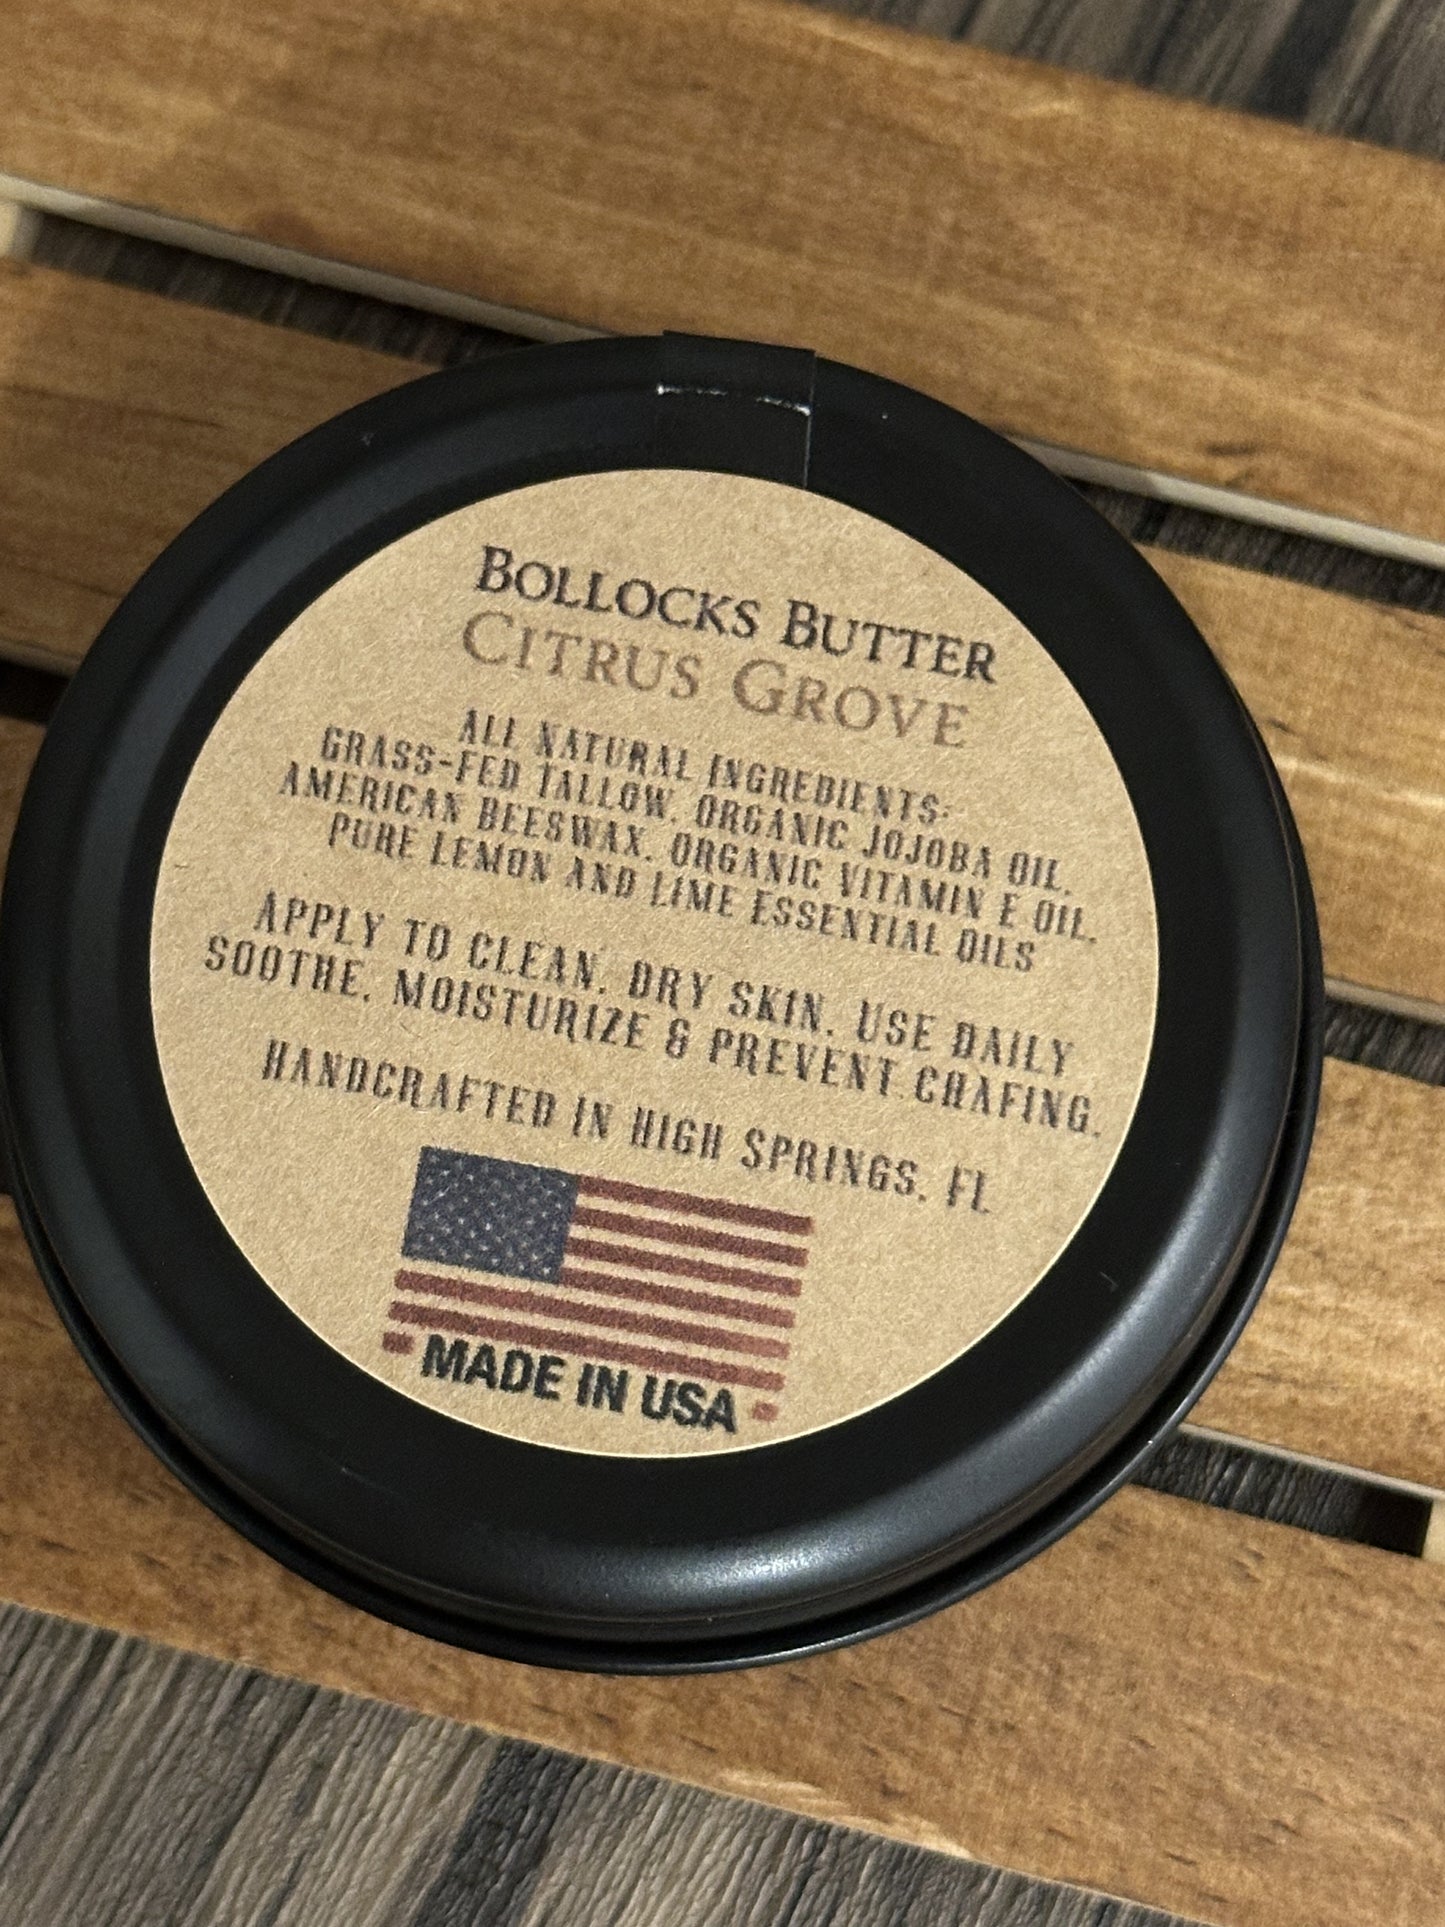 BOLLOCKS BUTTER
CITRUS GROVE
ALL NATURAL INGREDIENTS:
GRASS-FED TALLOW, ORGANIC JOJOBA OIL,
AMERICAN BEESWAX, ORGANIC VITAMIN E OIL,
PURE LEMON AND LIME ESSENTIAL OILS
APPLY TO CLEAN, DRY SKIN. USE DAILY
SOOTHE, MOISTURIZE & PREVENT CHAFING.
HANDCRAFTED IN HIGH SPRINGS, FL
MADE IN USA